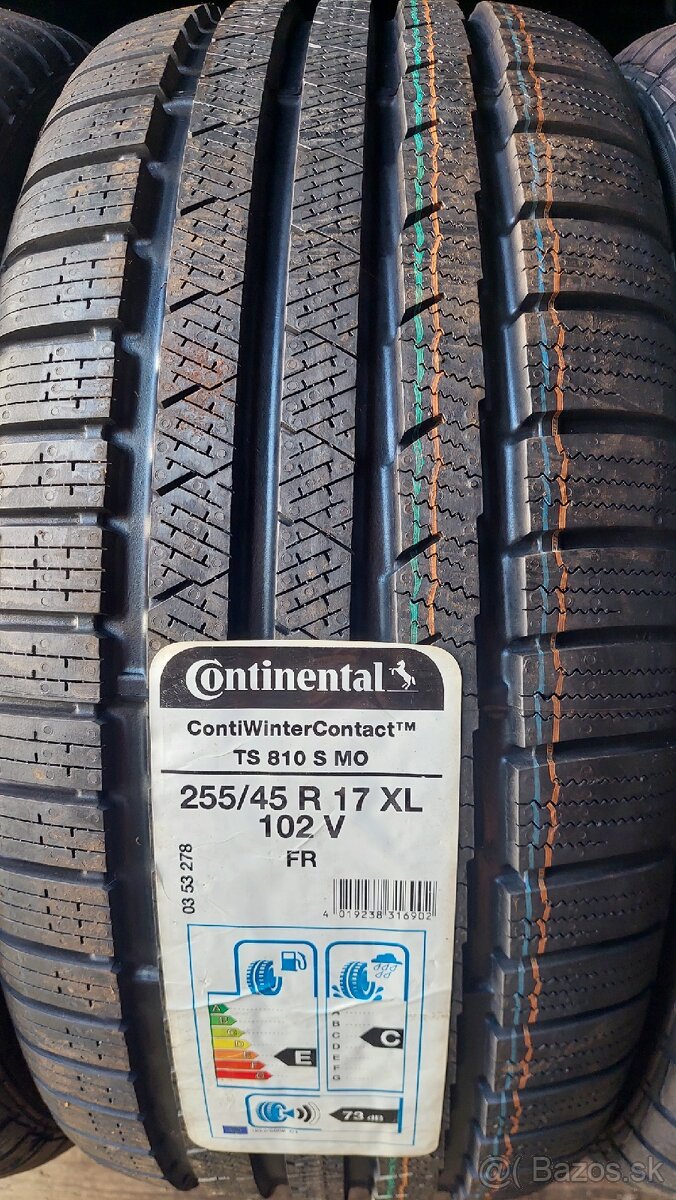 Continental
ContiWinterContact™
TS 810 S MO
255/45 R 17 XL
102 V
FR
03 53 278
4 019238 316902
A
B
C
D
E
G
E
A
B
C
D
E
F
G
C
73 dB
@( Bazos.sk